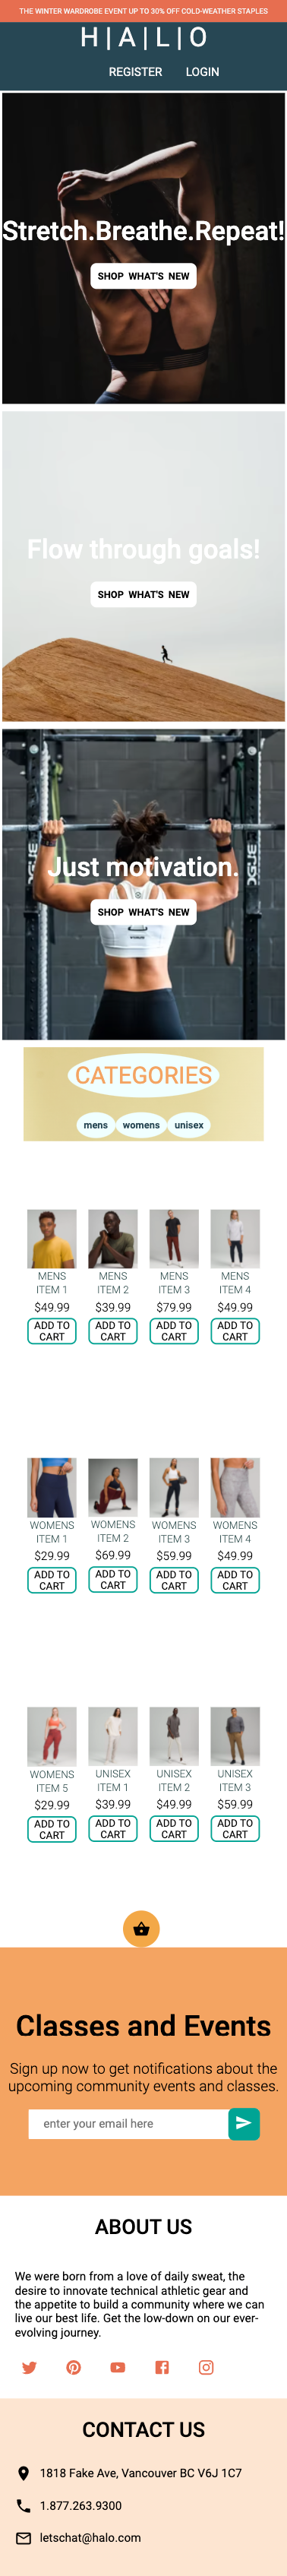 THE WINTER WARDROBE EVENT UP TO 30% OFF COLD-WEATHER STAPLES
H|A|L|O
REGISTER LOGIN
Stretch.Breathe.Repeat!
SHOP WHAT'S NEW
Flow through goals!
SHOP WHAT'S NEW
Just motivation.
SHOP WHAT'S NEW
CATEGORIES
mens womens unisex
MENS ITEM 1
$49.99
ADD TO CART
MENS ITEM 2
$39.99
ADD TO CART
MENS ITEM 3
$79.99
ADD TO CART
MENS ITEM 4
$49.99
ADD TO CART
WOMENS ITEM 1
$29.99
ADD TO CART
WOMENS ITEM 2
$69.99
ADD TO CART
WOMENS ITEM 3
$59.99
ADD TO CART
WOMENS ITEM 4
$49.99
ADD TO CART
WOMENS ITEM 5
$29.99
ADD TO CART
UNISEX ITEM 1
$39.99
ADD TO CART
UNISEX ITEM 2
$49.99
ADD TO CART
UNISEX ITEM 3
$59.99
ADD TO CART
Classes and Events
Sign up now to get notifications about the
upcoming community events and classes.
enter your email here
ABOUT US
We were born from a love of daily sweat, the
desire to innovate technical athletic gear and
the appetite to build a community where we can
live our best life. Get the low-down on our ever-
evolving journey.
CONTACT US
1818 Fake Ave, Vancouver BC V6J 1C7
1.877.263.9300
letschat@halo.com